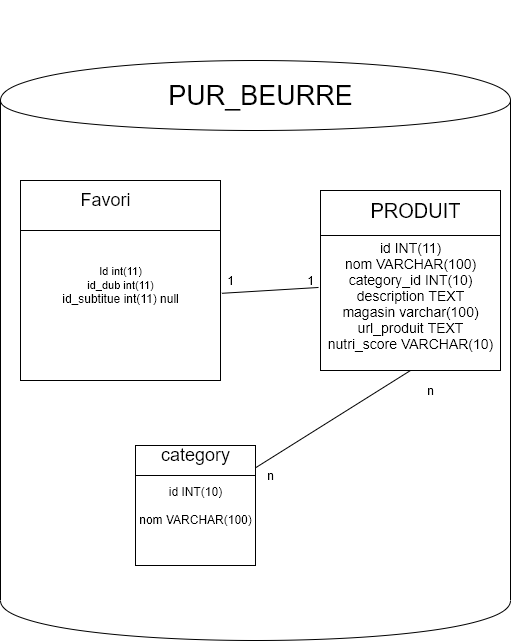 PUR_BEURRE
Favori
Id int(11)
id_dub int(11)
id_subtitue int(11) null
1
1
PRODUIT
id INT(11)
nom VARCHAR(100)
category_id INT(10)
description TEXT
magasin varchar(100)
url_produit TEXT
nutri_score VARCHAR(10)
n
category
n
id INT(10)
nom VARCHAR(100)